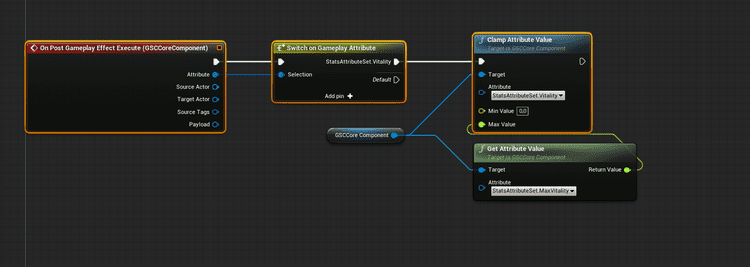 On Post Gameplay Effect Execute (GSCCoreComponent)
Attribute
Source Actor
Target Actor
Source Tags
Payload
Switch on Gameplay Attribute
StatsAttributeSet.Vitality
Selection
Default
Add pin +
GSCCore Component
Clamp Attribute Value
Target is GSCCore Component
Target
Attribute
StatsAttributeSet.Vitality
Min Value 0,0
Max Value
Get Attribute Value
Target is GSCCore Component
Target Return Value
Attribute
StatsAttributeSet.MaxVitality